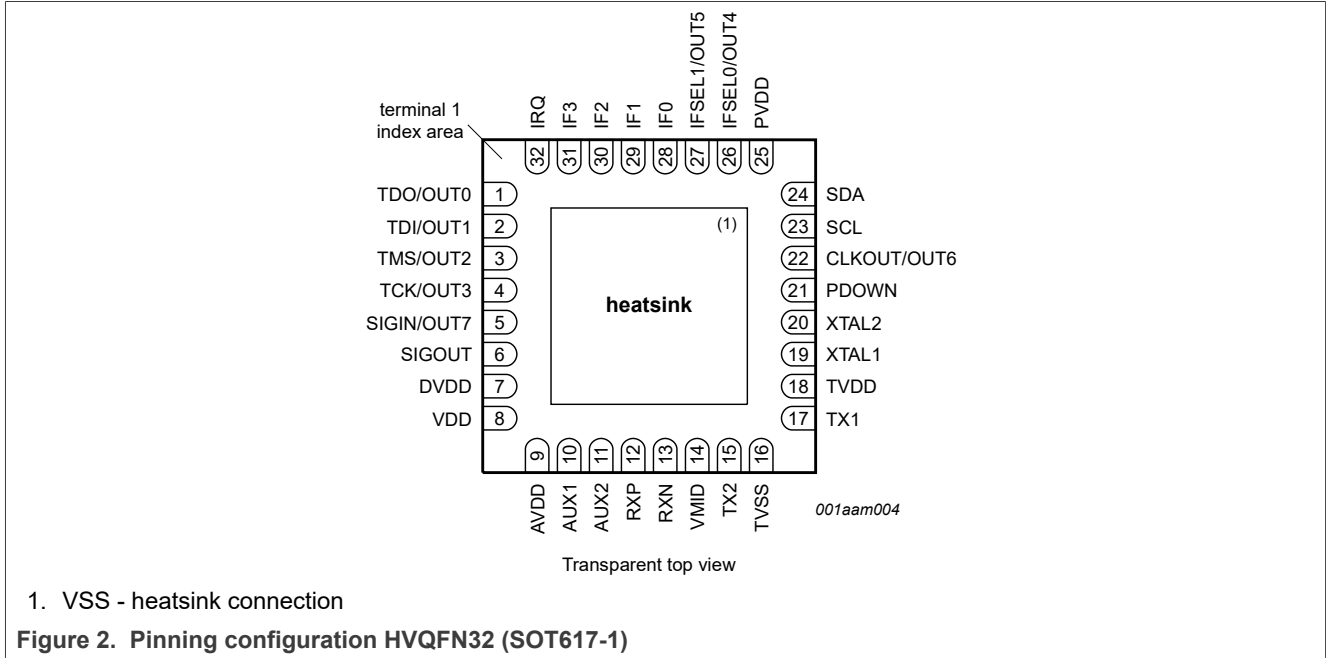 terminal 1
index area
IRQ
IF3
IF2
IF1
IF0
IFSEL1/OUT5
IFSEL0/OUT4
PVDD
32
31
30
29
28
27
26
25
TDO/OUT0 1
TDI/OUT1 2
TMS/OUT2 3
TCK/OUT3 4
SIGIN/OUT7 5
SIGOUT 6
DVDD 7
VDD 8
(1)
heatsink
24 SDA
23 SCL
22 CLKOUT/OUT6
21 PDOWN
20 XTAL2
19 XTAL1
18 TVDD
17 TX1
9
10
11
12
13
14
15
16
AVDD
AUX1
AUX2
RXP
RXN
VMID
TX2
TVSS
001aam004
Transparent top view
1. VSS - heatsink connection
Figure 2. Pinning configuration HVQFN32 (SOT617-1)